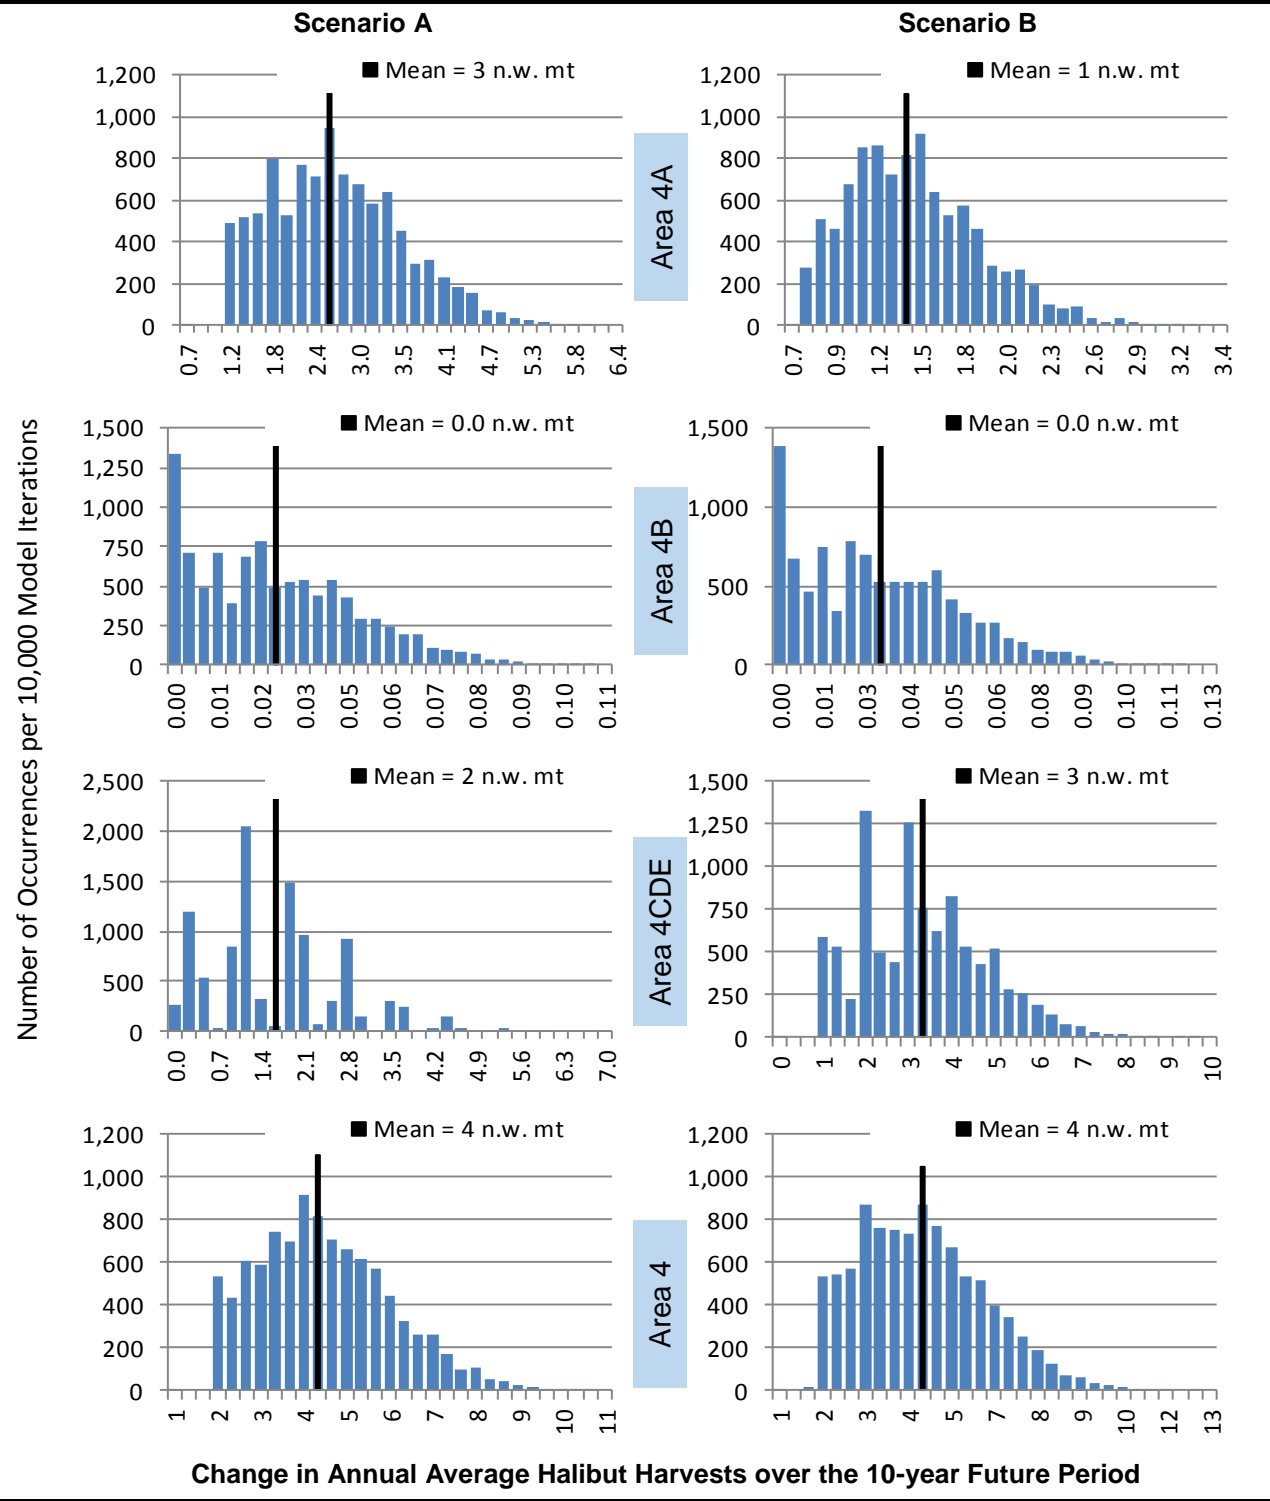 Scenario A
Scenario B
Number of Occurrences per 10,000 Model Iterations
Mean = 3 n.w. mt
1,200
1,000
800
600
400
200
0
0.7 1.2 1.8 2.4 3.0 3.5 4.1 4.7 5.3 5.8 6.4
Area 4A
Mean = 1 n.w. mt
1,200
1,000
800
600
400
200
0
0.7 0.9 1.2 1.5 1.8 2.0 2.3 2.6 2.9 3.2 3.4
Mean = 0.0 n.w. mt
1,500
1,250
1,000
750
500
250
0
0.00 0.01 0.02 0.03 0.05 0.06 0.07 0.08 0.09 0.10 0.11
Area 4B
Mean = 0.0 n.w. mt
1,500
1,000
500
0
0.00 0.01 0.03 0.04 0.05 0.06 0.08 0.09 0.10 0.11 0.13
Mean = 2 n.w. mt
2,500
2,000
1,500
1,000
500
0
0.0 0.7 1.4 2.1 2.8 3.5 4.2 4.9 5.6 6.3 7.0
Area 4CDE
Mean = 3 n.w. mt
1,500
1,250
1,000
750
500
250
0
0 1 2 3 4 5 6 7 8 9 10
Mean = 4 n.w. mt
1,200
1,000
800
600
400
200
0
1 2 3 4 5 6 7 8 9 10 11
Area 4
Mean = 4 n.w. mt
1,200
1,000
800
600
400
200
0
1 2 3 4 5 7 8 9 10 12 13
Change in Annual Average Halibut Harvests over the 10-year Future Period